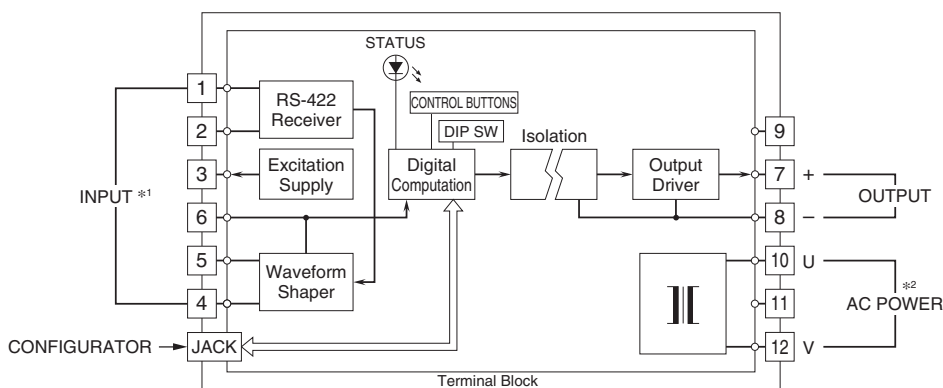 STATUS
1
RS-422
Receiver
CONTROL BUTTONS
DIP SW
Isolation
2
9
3
Excitation
Supply
Digital
Computation
Output
Driver
7
+
INPUT *1
OUTPUT
6
8
−
5
Waveform
Shaper
10
U
4
11
AC POWER *2
CONFIGURATOR
JACK
12
V
Terminal Block